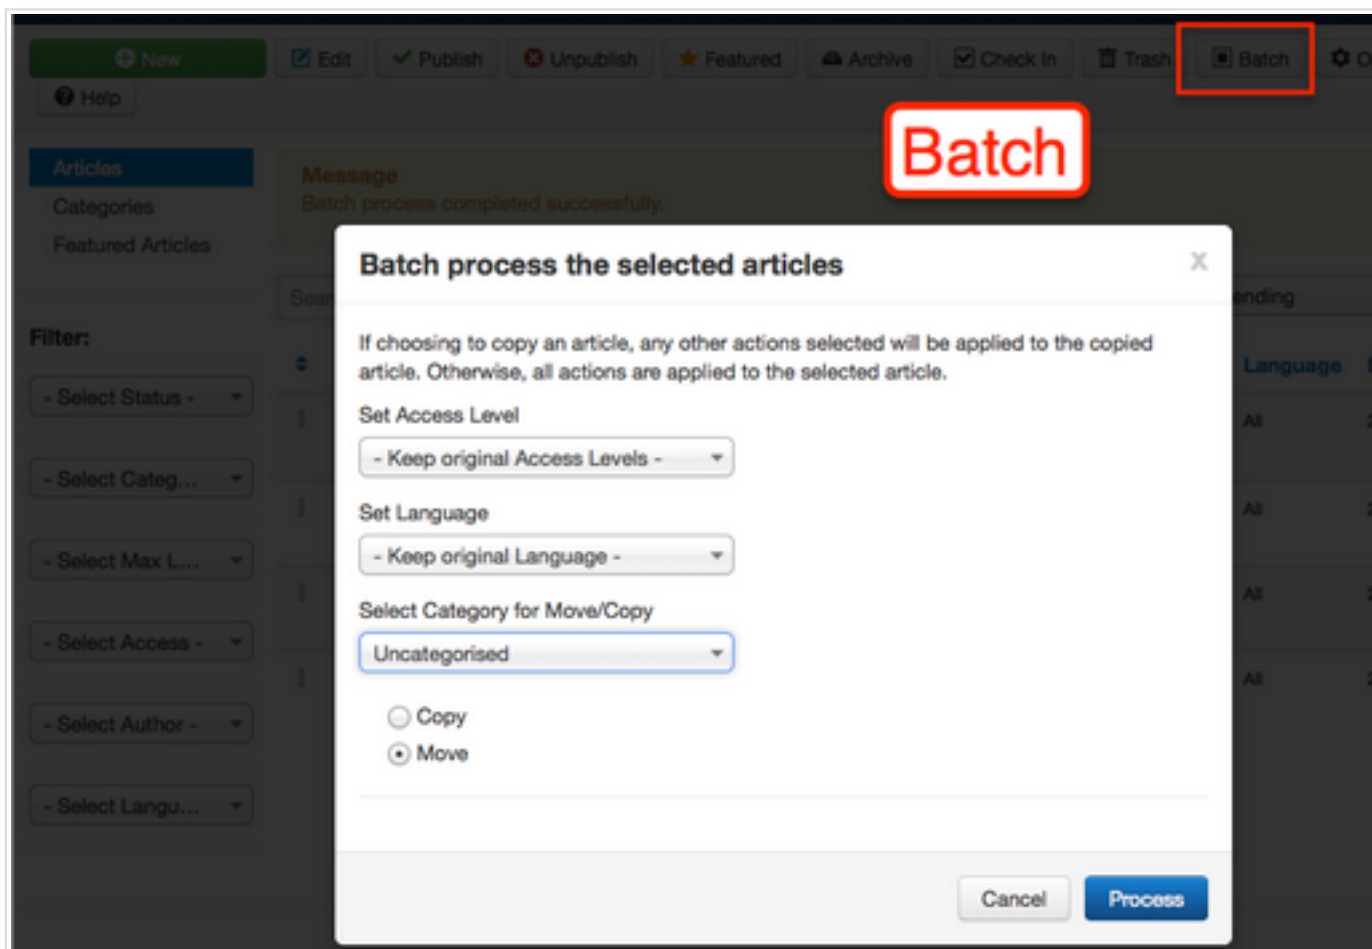 New Edit Publish Unpublish Featured Archive Check In Trash Batch
Help
Batch
Articles
Categories
Featured Articles
Message
Batch process completed successfully.
Filter:
- Select Status -
- Select Categ...
- Select Max L...
- Select Access -
- Select Author -
- Select Langu...
Batch process the selected articles X
If choosing to copy an article, any other actions selected will be applied to the copied
article. Otherwise, all actions are applied to the selected article.
Set Access Level
- Keep original Access Levels -
Set Language
- Keep original Language -
Select Category for Move/Copy
Uncategorised
Copy
Move
Cancel Process
Language
All
All
All
All